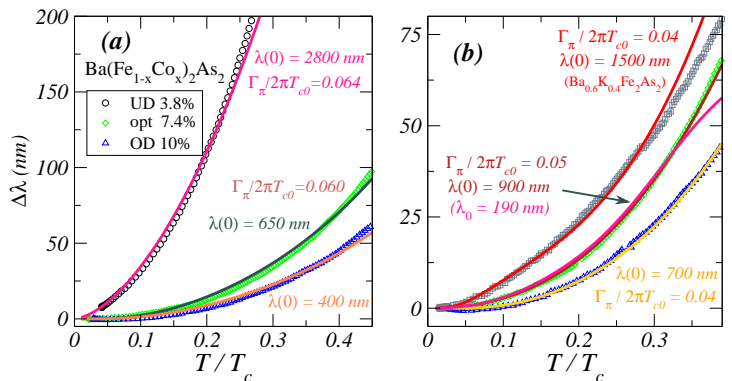 (a)
Ba(Fe1-xCox)2As2
UD 3.8%
opt 7.4%
OD 10%
λ(0) = 2800 nm
Γπ/2πTc0= 0.064
Γπ/2πTc0= 0.060
λ(0) = 650 nm
λ(0) = 400 nm
Δλ (nm)
200
150
100
50
0
0
0.1
0.2
0.3
0.4
T / Tc
(b)
Γπ / 2πTc0 = 0.04
λ(0) = 1500 nm
(Ba0.6K0.4Fe2As2)
Γπ / 2πTc0 = 0.05
λ(0) = 900 nm
(λ0 = 190 nm)
λ(0) = 700 nm
Γπ / 2πTc0 = 0.04
75
50
25
0
0
0.1
0.2
0.3
T / Tc